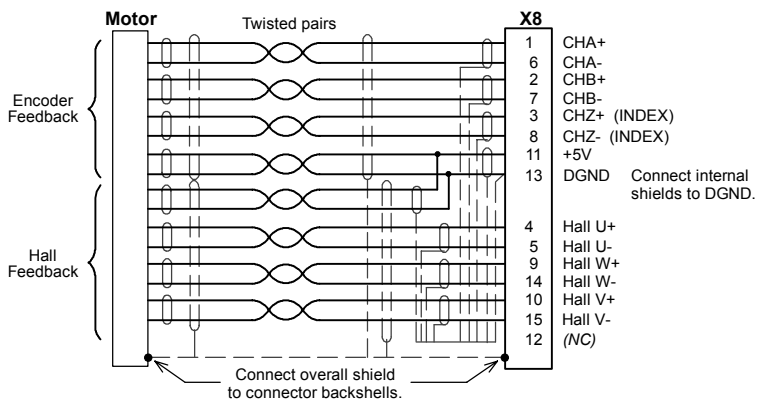 Motor
Twisted pairs
X8
Encoder
Feedback
Hall
Feedback
1 CHA+
6 CHA-
2 CHB+
7 CHB-
3 CHZ+ (INDEX)
8 CHZ- (INDEX)
11 +5V
13 DGND
Connect internal
shields to DGND.
4 Hall U+
5 Hall U-
9 Hall W+
14 Hall W-
10 Hall V+
15 Hall V-
12 (NC)
Connect overall shield
to connector backshells.